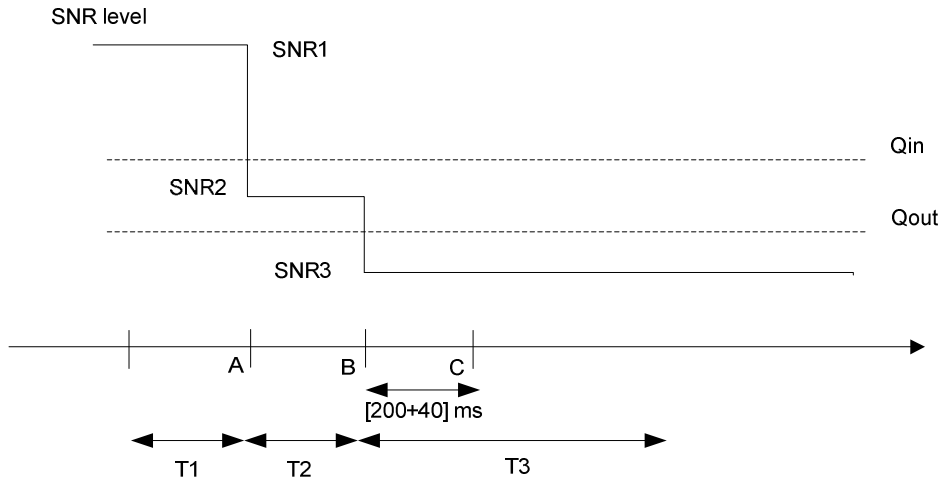 SNR level
SNR1
Qin
SNR2
Qout
SNR3
A
B
C
[200+40] ms
T1
T2
T3